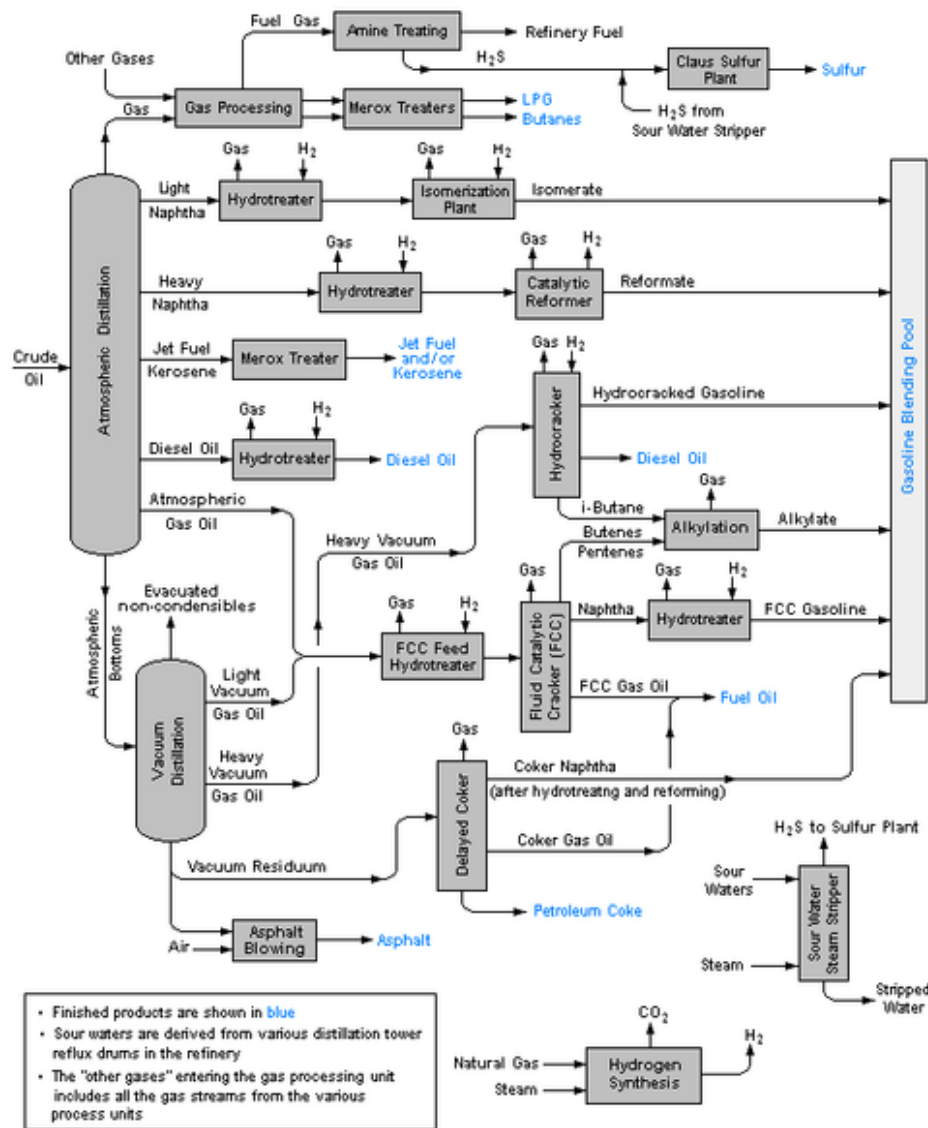 Fuel Gas
Amine Treating
Refinery Fuel
H2S
Claus Sulfur
Plant
Sulfur
Other Gases
Gas
Gas Processing
Merox Treaters
LPG
Butanes
H2S from
Sour Water Stripper
Gas
H2
Gas
H2
Light
Naphtha
Hydrotreater
Isomerization
Plant
Isomerate
Gas
H2
Gas
H2
Heavy
Naphtha
Hydrotreater
Catalytic
Reformer
Reformate
Atmospheric Distillation
Crude
Oil
Jet Fuel
Kerosene
Merox Treater
Jet Fuel
and/or
Kerosene
Gas
H2
Hydrocracker
Hydrocracked Gasoline
Gasoline Blending Pool
Gas
H2
Diesel Oil
Hydrotreater
Diesel Oil
Diesel Oil
Atmospheric
Gas Oil
i-Butane
Butenes
Pentenes
Gas
Alkylation
Alkylate
Heavy Vacuum
Gas Oil
Atmospheric
Bottoms
Evacuated
non-condensibles
Gas
H2
FCC Feed
Hydrotreater
Gas
Fluid Catalytic
Cracker (FCC)
Naphtha
Gas
H2
Hydrotreater
FCC Gasoline
Light
Vacuum
Gas Oil
FCC Gas Oil
Fuel Oil
Vacuum
Distillation
Heavy
Vacuum
Gas Oil
Gas
Delayed Coker
Coker Naphtha
(after hydrotreatng and reforming)
Coker Gas Oil
Vacuum Residuum
Petroleum Coke
Air
Asphalt
Blowing
Asphalt
H2S to Sulfur Plant
Sour
Waters
Sour Water
Steam Stripper
Steam
Stripped
Water
• Finished products are shown in blue
• Sour waters are derived from various distillation tower
reflux drums in the refinery
• The "other gases" entering the gas processing unit
includes all the gas streams from the various
process units
CO2
H2
Natural Gas
Steam
Hydrogen
Synthesis